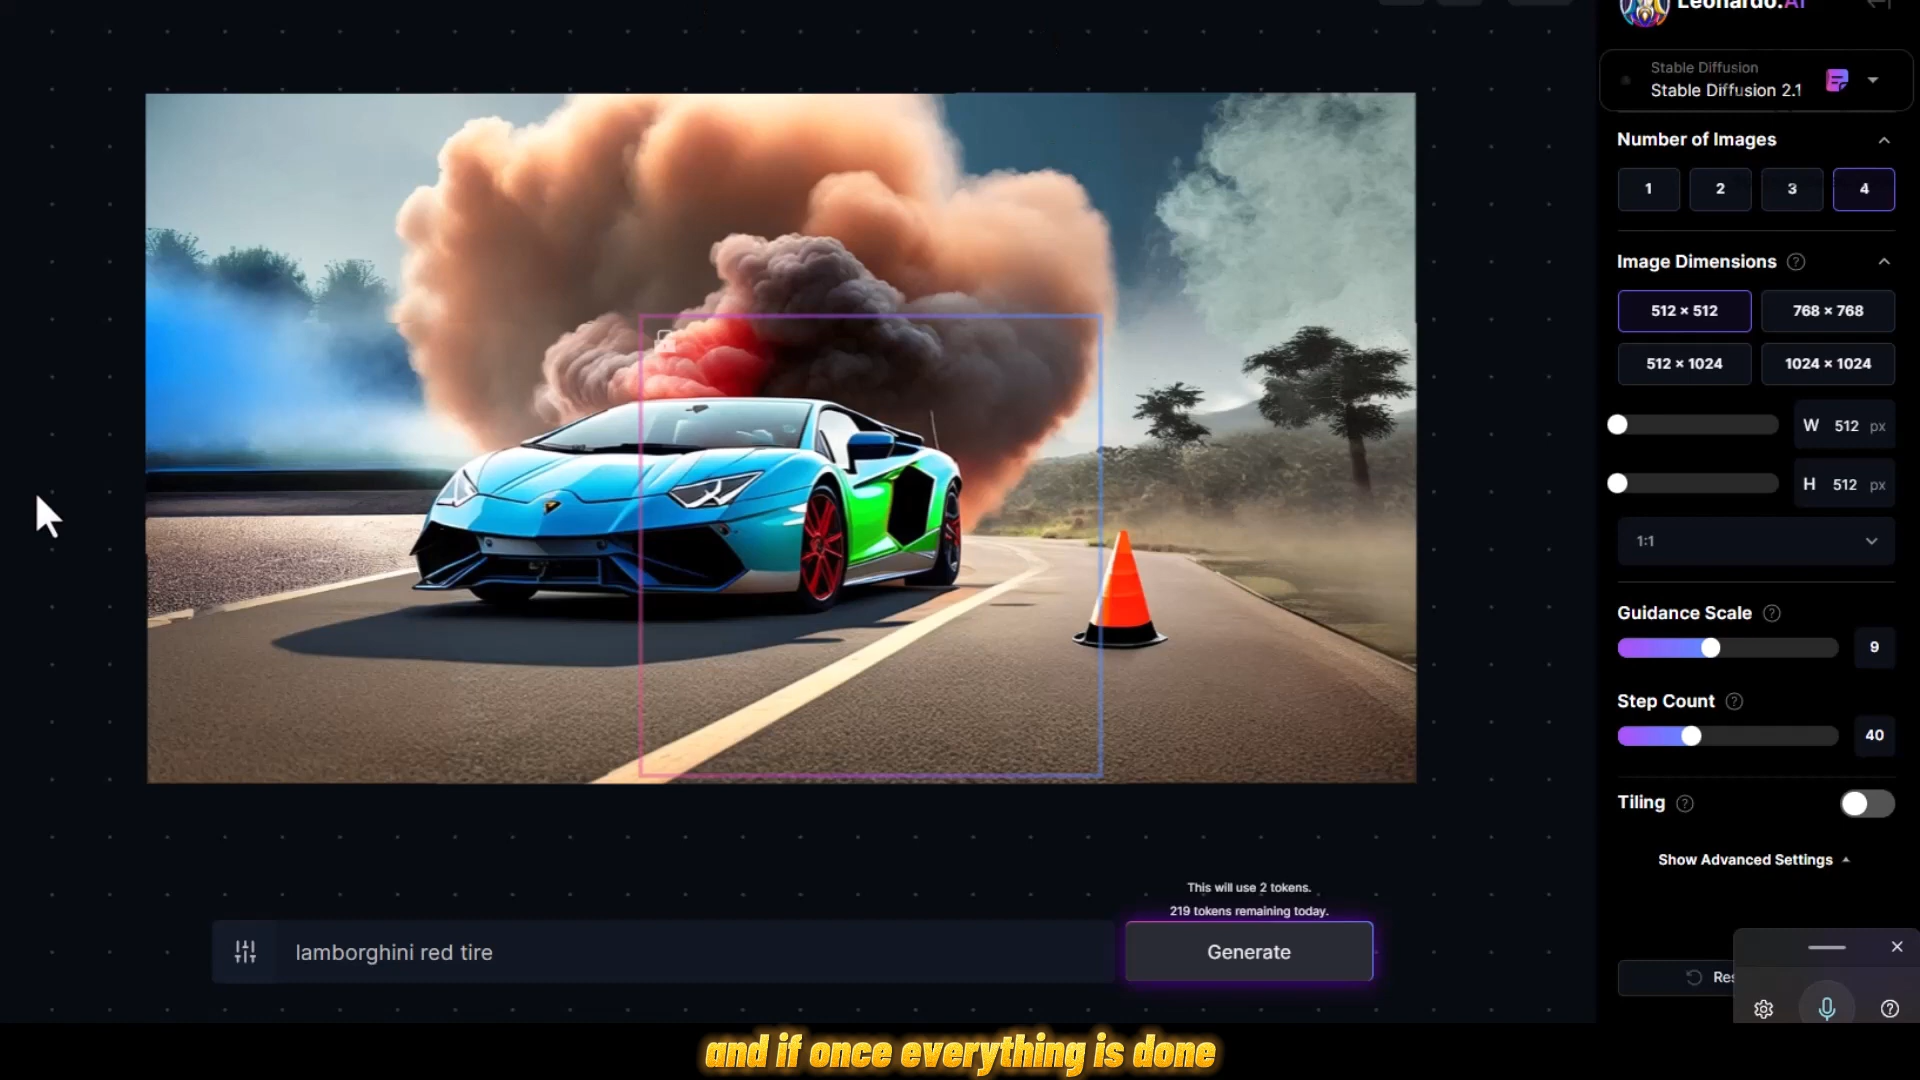 Leonardo.AI
Stable Diffusion
Stable Diffusion 2.1
Number of Images
1 2 3 4
Image Dimensions ?
512 × 512 768 × 768
512 × 1024 1024 × 1024
W 512 px
H 512 px
1:1
Guidance Scale ?
9
Step Count ?
40
Tiling ?
Show Advanced Settings
This will use 2 tokens.
219 tokens remaining today.
lamborghini red tire
Generate
?
and if once everything is done